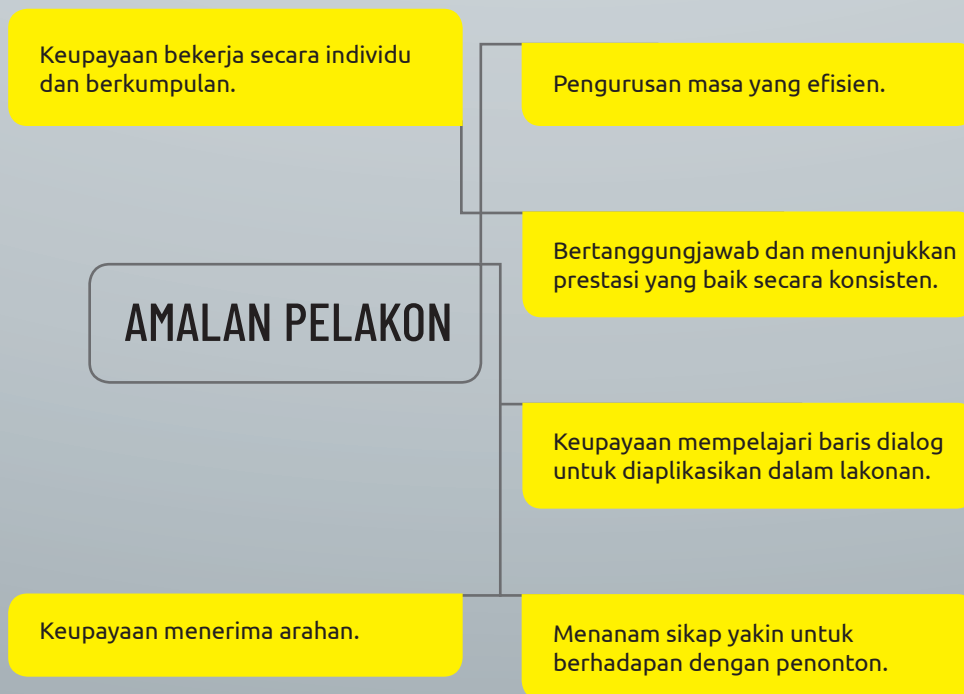 Keupayaan bekerja secara individu
dan berkumpulan.
Pengurusan masa yang efisien.
Bertanggungjawab dan menunjukkan
prestasi yang baik secara konsisten.
AMALAN PELAKON
Keupayaan mempelajari baris dialog
untuk diaplikasikan dalam lakonan.
Keupayaan menerima arahan.
Menanam sikap yakin untuk
berhadapan dengan penonton.